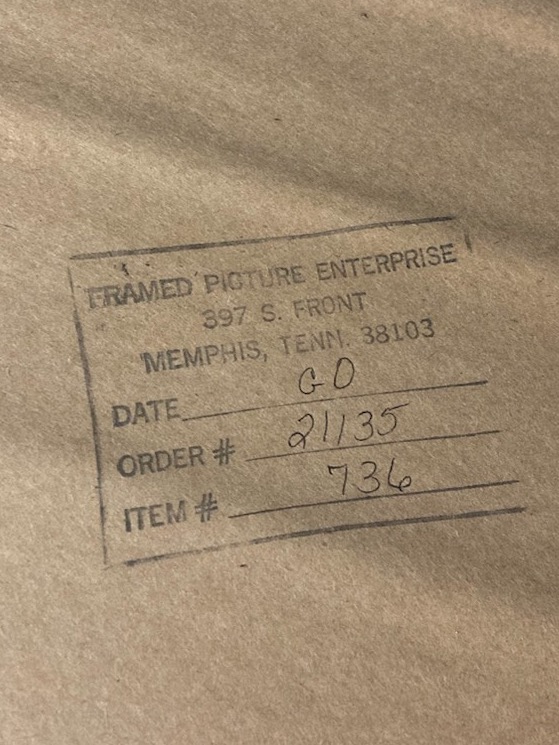 FRAMED PICTURE ENTERPRISE
397 S. FRONT
MEMPHIS, TENN. 38103
DATE GO
ORDER # 21135
ITEM # 736